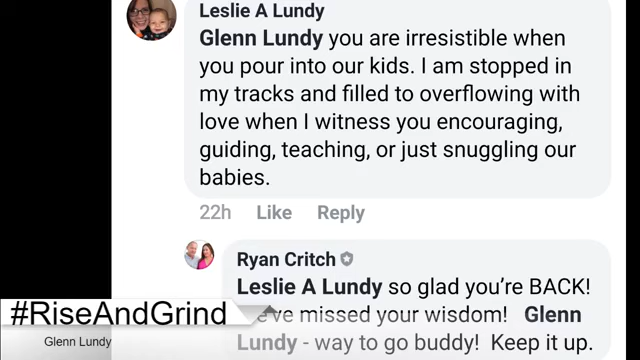 Leslie A Lundy
Glenn Lundy you are irresistible when
you pour into our kids. I am stopped in
my tracks and filled to overflowing with
love when I witness you encouraging,
guiding, teaching, or just snuggling our
babies.
22h Like Reply
Ryan Critch
Leslie A Lundy so glad you're BACK!
missed your wisdom! Glenn
Lundy - way to go buddy! Keep it up.
#RiseAndGrind
Glenn Lundy